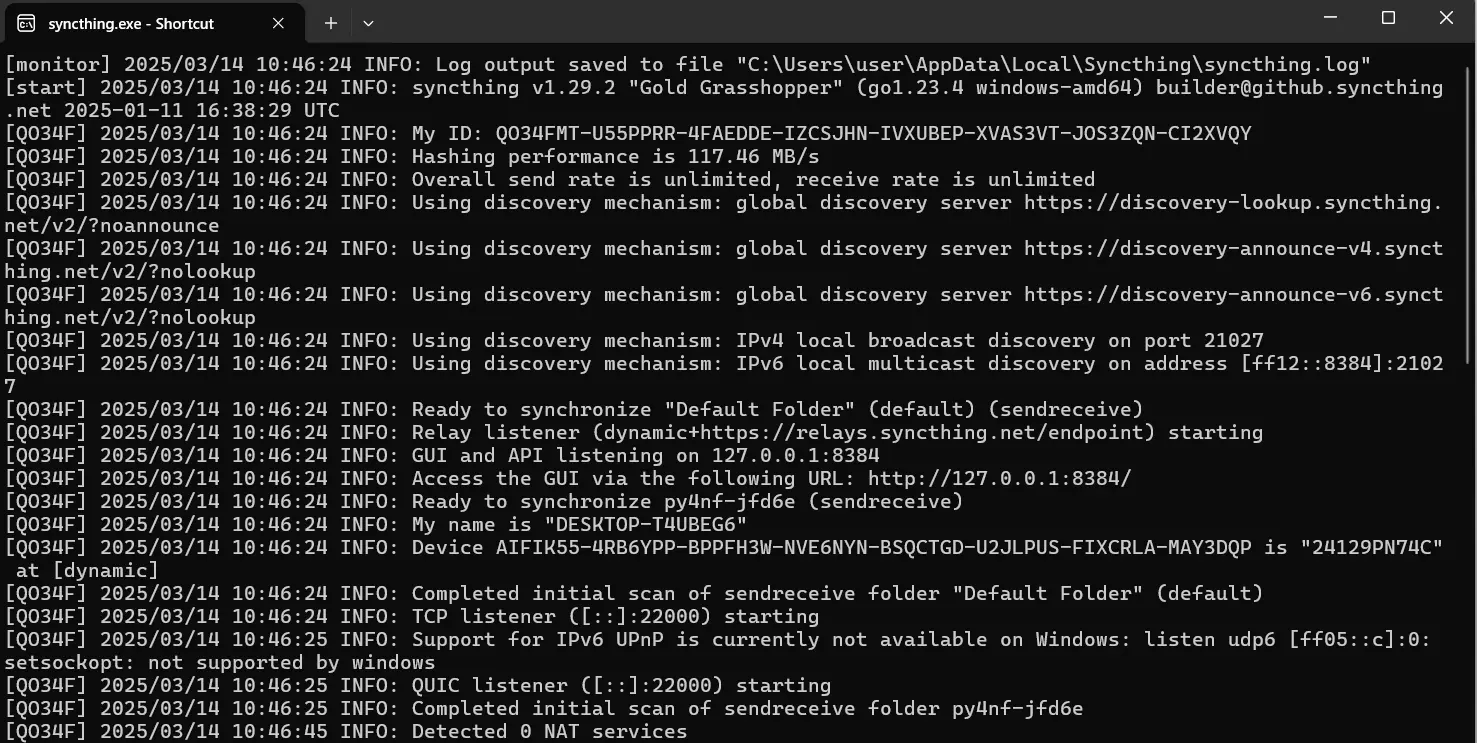 syncthing.exe - Shortcut
[monitor] 2025/03/14 10:46:24 INFO: Log output saved to file "C:\Users\user\AppData\Local\Syncthing\syncthing.log"
[start] 2025/03/14 10:46:24 INFO: syncthing v1.29.2 "Gold Grasshopper" (go1.23.4 windows-amd64) builder@github.syncthing
.net 2025-01-11 16:38:29 UTC
[QO34F] 2025/03/14 10:46:24 INFO: My ID: QO34FMT-U55PPRR-4FAEDDE-IZCSJHN-IVXUBEP-XVAS3VT-JOS3ZQN-CI2XVQY
[QO34F] 2025/03/14 10:46:24 INFO: Hashing performance is 117.46 MB/s
[QO34F] 2025/03/14 10:46:24 INFO: Overall send rate is unlimited, receive rate is unlimited
[QO34F] 2025/03/14 10:46:24 INFO: Using discovery mechanism: global discovery server https://discovery-lookup.syncthing.
net/v2/?noannounce
[QO34F] 2025/03/14 10:46:24 INFO: Using discovery mechanism: global discovery server https://discovery-announce-v4.synct
hing.net/v2/?nolookup
[QO34F] 2025/03/14 10:46:24 INFO: Using discovery mechanism: global discovery server https://discovery-announce-v6.synct
hing.net/v2/?nolookup
[QO34F] 2025/03/14 10:46:24 INFO: Using discovery mechanism: IPv4 local broadcast discovery on port 21027
[QO34F] 2025/03/14 10:46:24 INFO: Using discovery mechanism: IPv6 local multicast discovery on address [ff12::8384]:2102
7
[QO34F] 2025/03/14 10:46:24 INFO: Ready to synchronize "Default Folder" (default) (sendreceive)
[QO34F] 2025/03/14 10:46:24 INFO: Relay listener (dynamic+https://relays.syncthing.net/endpoint) starting
[QO34F] 2025/03/14 10:46:24 INFO: GUI and API listening on 127.0.0.1:8384
[QO34F] 2025/03/14 10:46:24 INFO: Access the GUI via the following URL: http://127.0.0.1:8384/
[QO34F] 2025/03/14 10:46:24 INFO: Ready to synchronize py4nf-jfd6e (sendreceive)
[QO34F] 2025/03/14 10:46:24 INFO: My name is "DESKTOP-T4UBEG6"
[QO34F] 2025/03/14 10:46:24 INFO: Device AIFIK55-4RB6YPP-BPPFH3W-NVE6NYN-BSQCTGD-U2JLPUS-FIXCRLA-MAY3DQP is "24129PN74C"
at [dynamic]
[QO34F] 2025/03/14 10:46:24 INFO: Completed initial scan of sendreceive folder "Default Folder" (default)
[QO34F] 2025/03/14 10:46:24 INFO: TCP listener ([::]:22000) starting
[QO34F] 2025/03/14 10:46:25 INFO: Support for IPv6 UPnP is currently not available on Windows: listen udp6 [ff05::c]:0:
setsockopt: not supported by windows
[QO34F] 2025/03/14 10:46:25 INFO: QUIC listener ([::]:22000) starting
[QO34F] 2025/03/14 10:46:25 INFO: Completed initial scan of sendreceive folder py4nf-jfd6e
[QO34F] 2025/03/14 10:46:45 INFO: Detected 0 NAT services